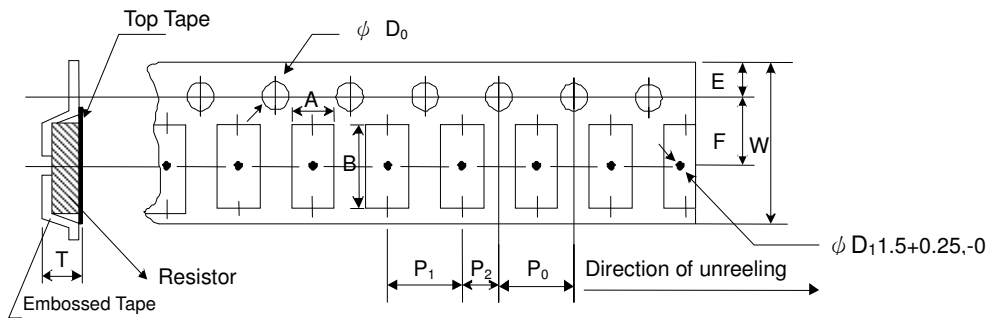 Top Tape
ψ D₀
A
E
F
W
B
T
Resistor
Embossed Tape
P₁
P₂
P₀
Direction of unreeling
ψ D₁ 1.5+0.25,-0